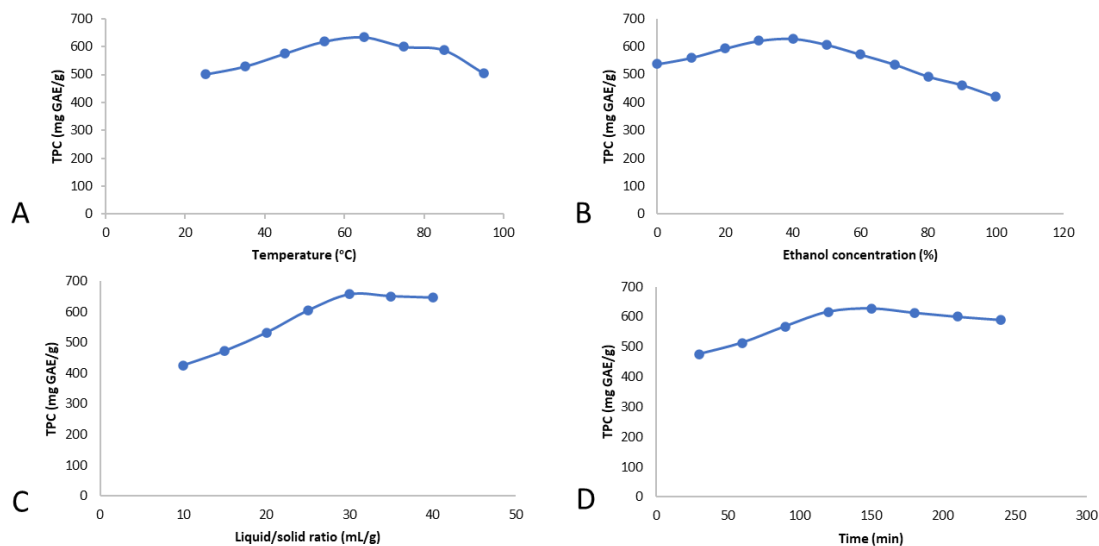 700
600
500
400
300
200
100
0
TPC (mg GAE/g)
0 20 40 60 80 100
Temperature (°C)
A
700
600
500
400
300
200
100
0
TPC (mg GAE/g)
0 20 40 60 80 100 120
Ethanol concentration (%)
B
700
600
500
400
300
200
100
0
TPC (mg GAE/g)
0 10 20 30 40 50
Liquid/solid ratio (mL/g)
C
700
600
500
400
300
200
100
0
TPC (mg GAE/g)
0 50 100 150 200 250 300
Time (min)
D